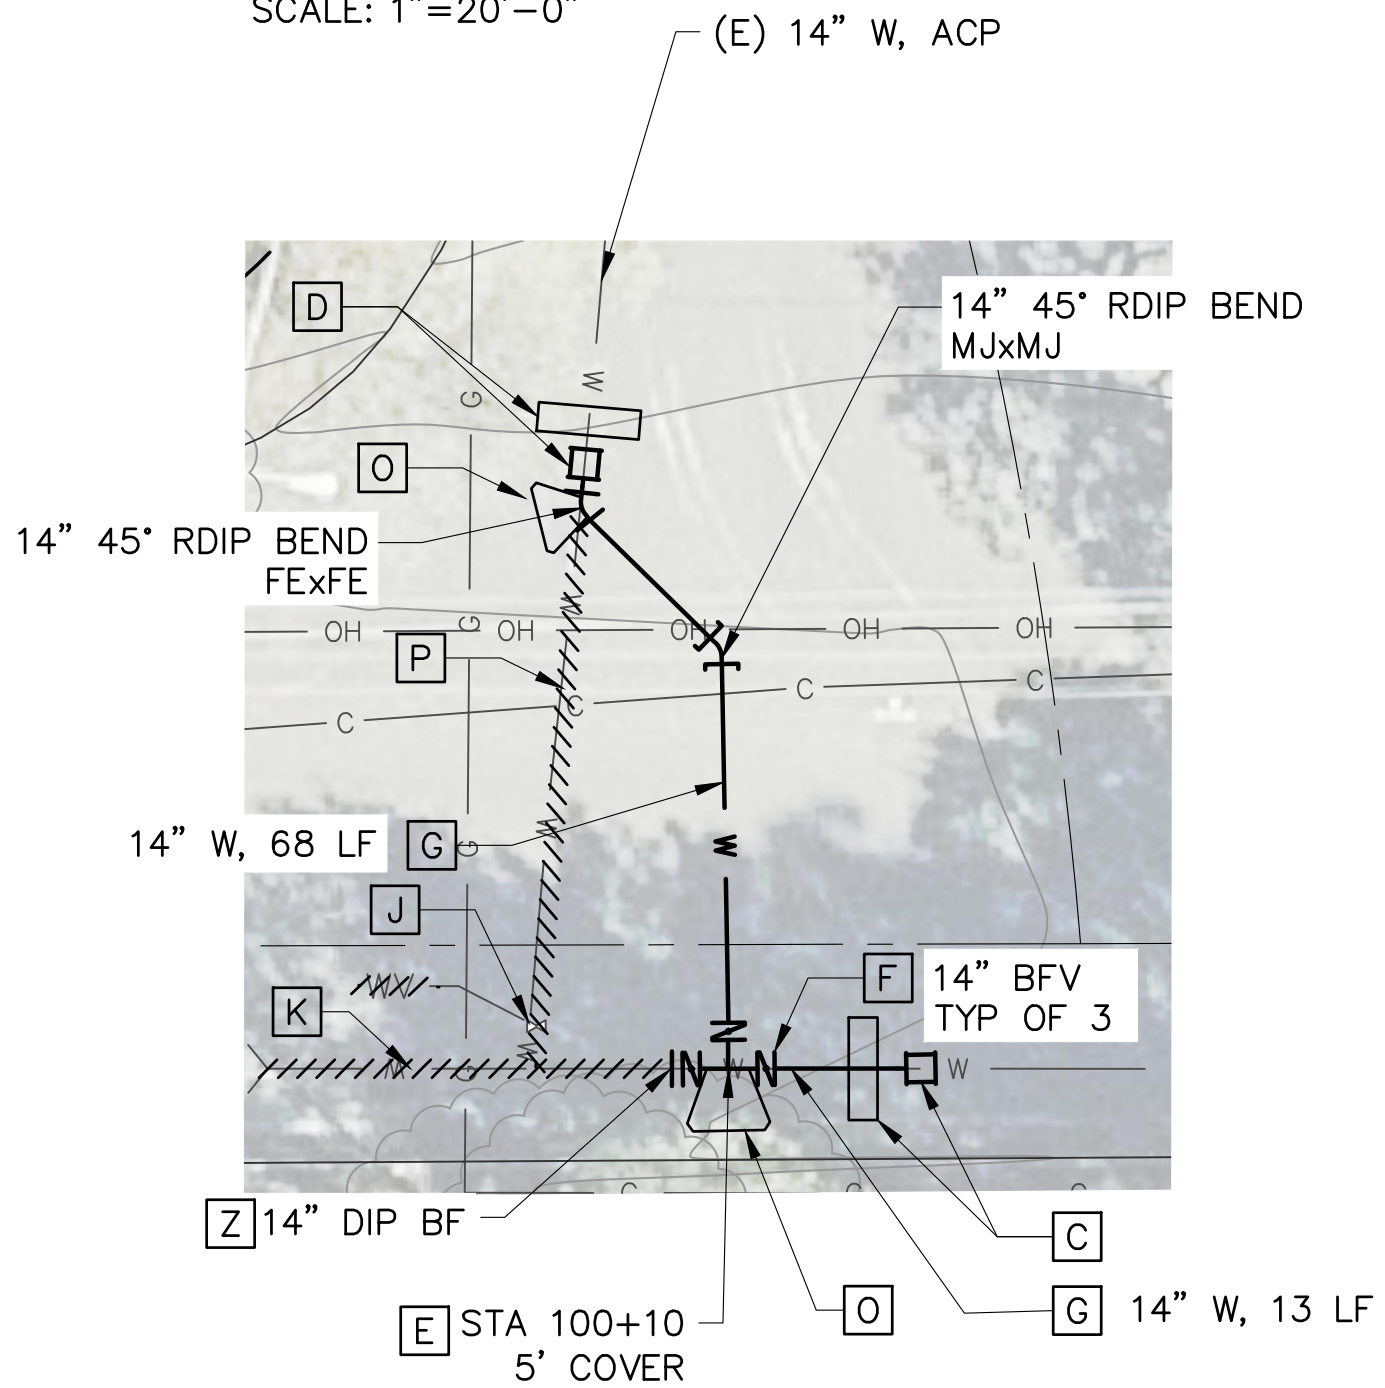 SCALE: 1"=20'-0"
(E) 14" W, ACP
D
14" 45° RDIP BEND
MJxMJ
W
G
O
14" 45° RDIP BEND
FExFE
W
G
OH OH OH OH OH
P
C C C C
14" W, 68 LF
G
G
W
W
J
F
14" BFV
TYP OF 3
W
K
W
W G W W
C C C
Z 14" DIP BF
C
E STA 100+10
5' COVER
O
G 14" W, 13 LF